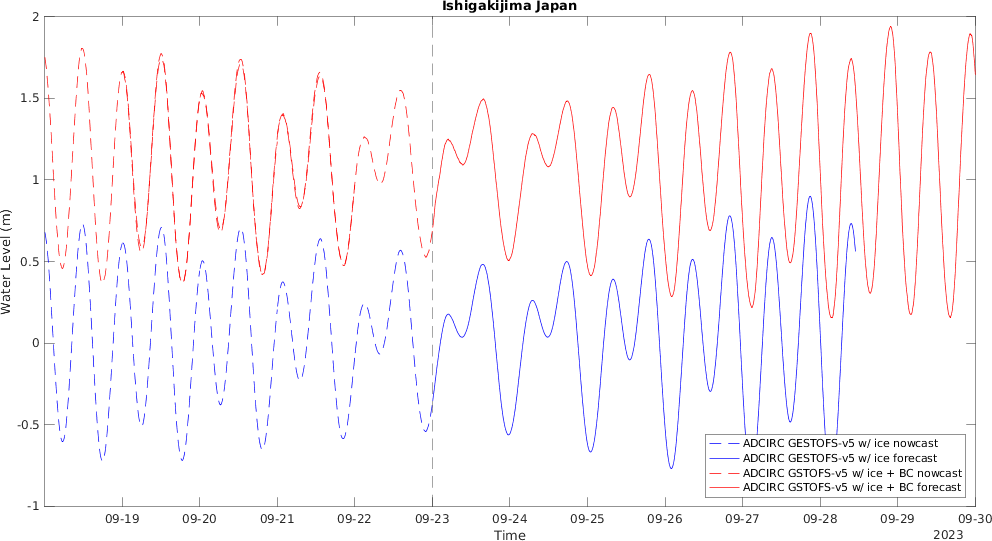 Ishigakijima Japan
2
1.5
1
0.5
0
-0.5
-1
Water Level (m)
ADCIRC GESTOFS-v5 w/ ice nowcast
ADCIRC GESTOFS-v5 w/ ice forecast
ADCIRC GSTOFS-v5 w/ ice + BC nowcast
ADCIRC GSTOFS-v5 w/ ice + BC forecast
09-19 09-20 09-21 09-22 09-23 09-24 09-25 09-26 09-27 09-28 09-29 09-30
Time
2023